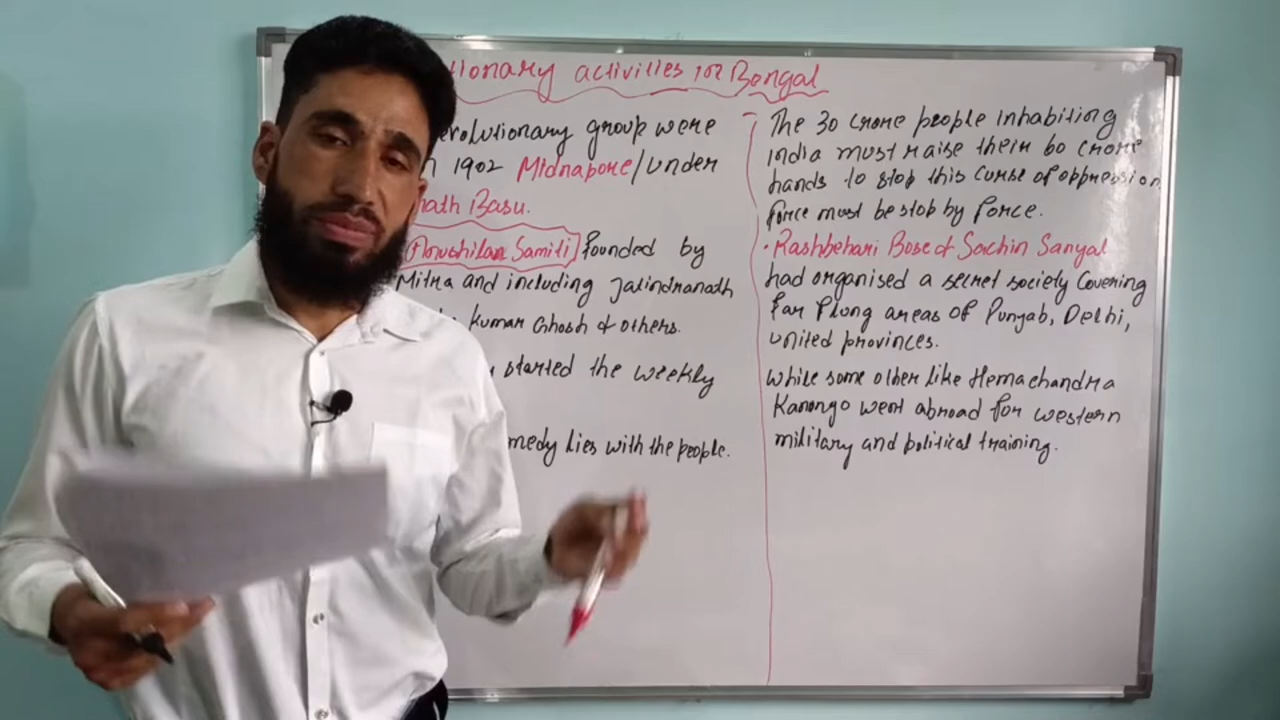 tionary activities in Bengal
evolutionary group were
n 1902 Midnapore/under
nath Basu.
Anushilan Samiti founded by
Mitra and including Jatindranath
Kumar Ghosh & others.
started the weekly
medy lies with the people.
The 30 crore people inhabiting
india must raise their 60 crore
hands to stop this curse of oppression
force must be stop by force.
· Rashbehari Bose & Sachin Sanyal
had organised a secret society Covering
far flung areas of Punjab, Delhi,
united provinces.
While some other like Hemachandra
Kanongo went abroad for western
military and political training.